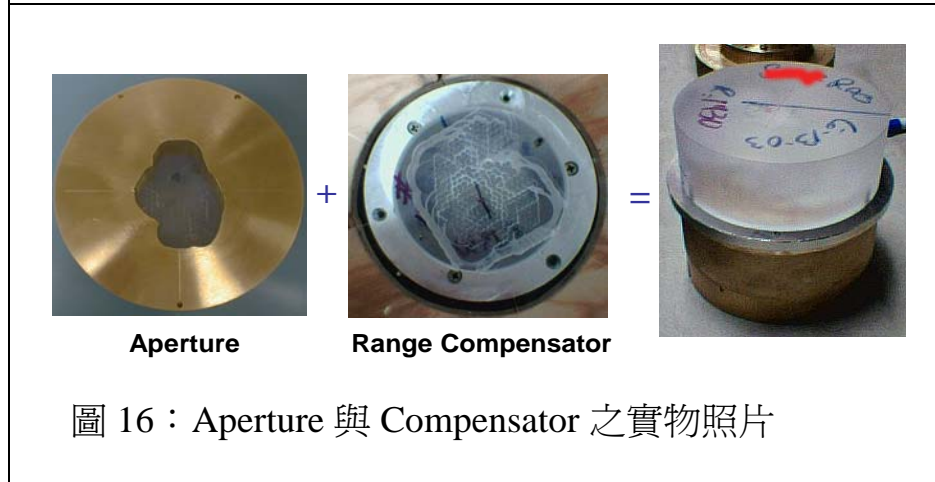 +
=
Aperture
Range Compensator
圖 16：Aperture 與 Compensator 之實物照片